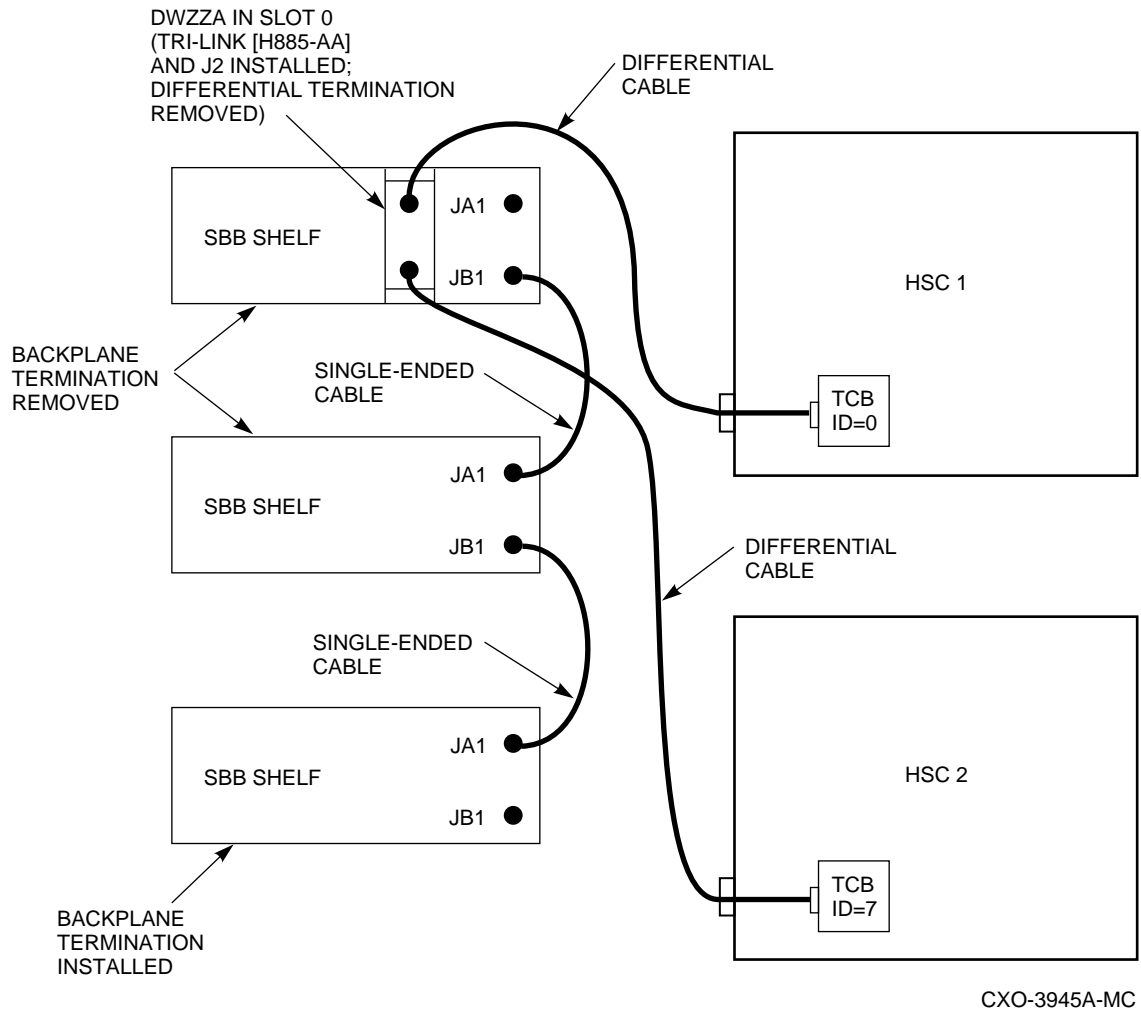 DWZZA IN SLOT 0
(TRI-LINK [H885-AA]
AND J2 INSTALLED;
DIFFERENTIAL TERMINATION
REMOVED)
DIFFERENTIAL
CABLE
SBB SHELF
JA1
JB1
HSC 1
TCB
ID=0
BACKPLANE
TERMINATION
REMOVED
SINGLE-ENDED
CABLE
SBB SHELF
JA1
JB1
DIFFERENTIAL
CABLE
SINGLE-ENDED
CABLE
SBB SHELF
JA1
JB1
HSC 2
TCB
ID=7
BACKPLANE
TERMINATION
INSTALLED
CXO-3945A-MC